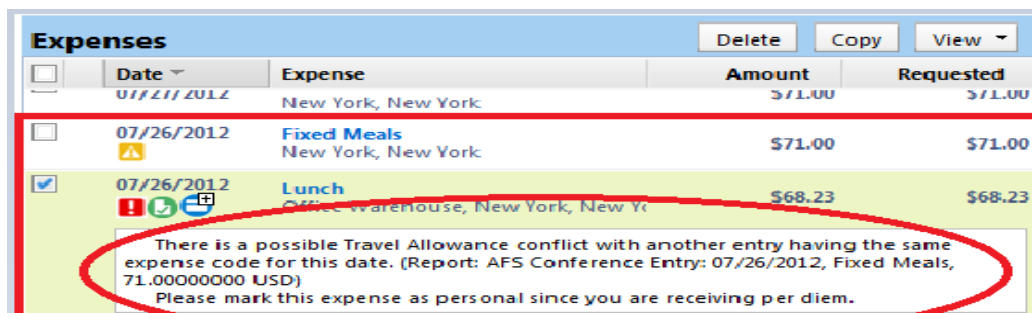 Expenses Delete Copy View
Date Expense Amount Requested
07/27/2012 New York, New York $71.00 $71.00
07/26/2012 Fixed Meals $71.00 $71.00
New York, New York
07/26/2012 Lunch $68.23 $68.23
Office Warehouse, New York, New Yo
There is a possible Travel Allowance conflict with another entry having the same
expense code for this date. (Report: AFS Conference Entry: 07/26/2012, Fixed Meals,
71.00000000 USD)
Please mark this expense as personal since you are receiving per diem.